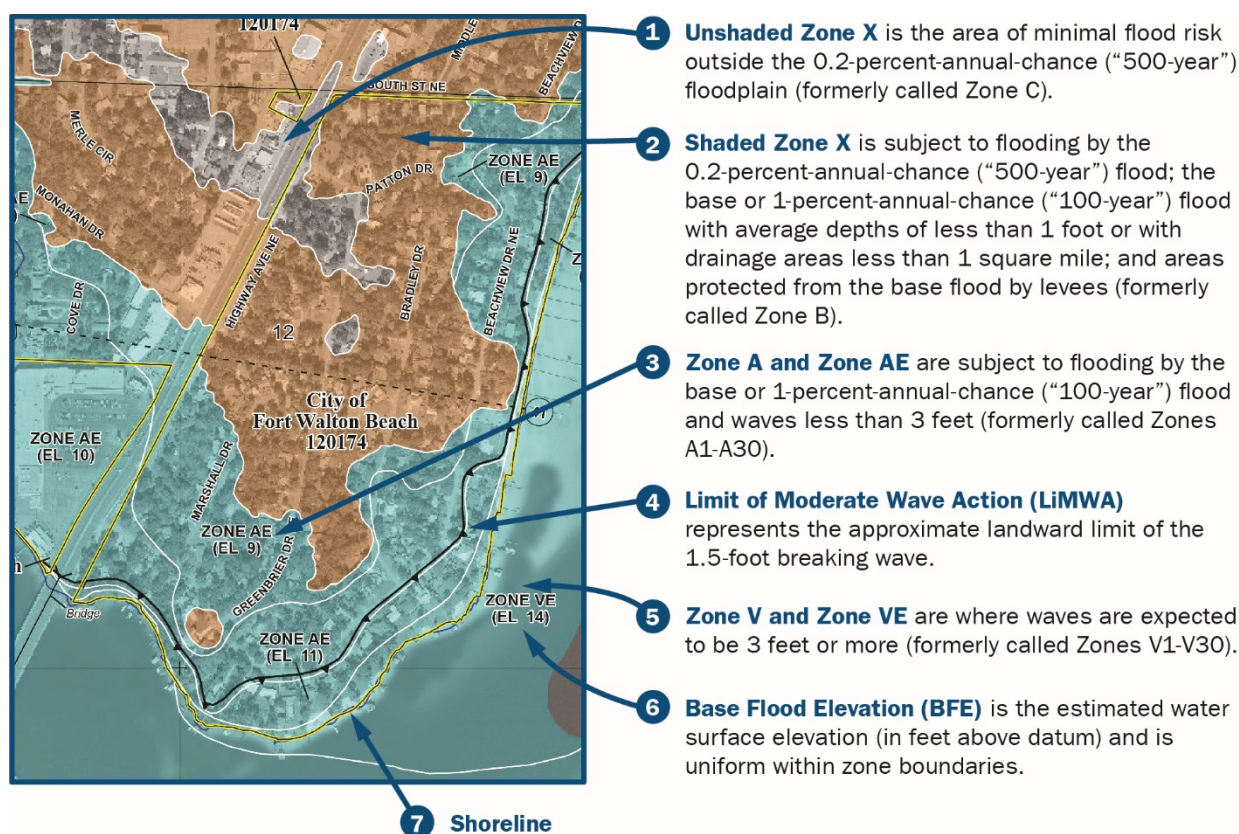 120174
MIDDLE
BEACHVIEW D
SOUTH ST NE
MERLE CIR
ZONE AE
(EL 9)
PATTON DR
AE
MONAHAN DR
HIGHWAY AVE NE
BRADLEY DR
BEACHVIEW DR NE
COVE DR
12
City of
Fort Walton Beach
120174
ZONE AE
(EL 10)
MARSHALL DR
ZONE AE
(EL 9)
GREENBRIER DR
Bridge
ZONE VE
(EL 14)
ZONE AE
(EL 11)
1 Unshaded Zone X is the area of minimal flood risk
outside the 0.2-percent-annual-chance (“500-year”)
floodplain (formerly called Zone C).
2 Shaded Zone X is subject to flooding by the
0.2-percent-annual-chance (“500-year”) flood; the
base or 1-percent-annual-chance (“100-year”) flood
with average depths of less than 1 foot or with
drainage areas less than 1 square mile; and areas
protected from the base flood by levees (formerly
called Zone B).
3 Zone A and Zone AE are subject to flooding by the
base or 1-percent-annual-chance (“100-year”) flood
and waves less than 3 feet (formerly called Zones
A1-A30).
4 Limit of Moderate Wave Action (LiMWA)
represents the approximate landward limit of the
1.5-foot breaking wave.
5 Zone V and Zone VE are where waves are expected
to be 3 feet or more (formerly called Zones V1-V30).
6 Base Flood Elevation (BFE) is the estimated water
surface elevation (in feet above datum) and is
uniform within zone boundaries.
7 Shoreline